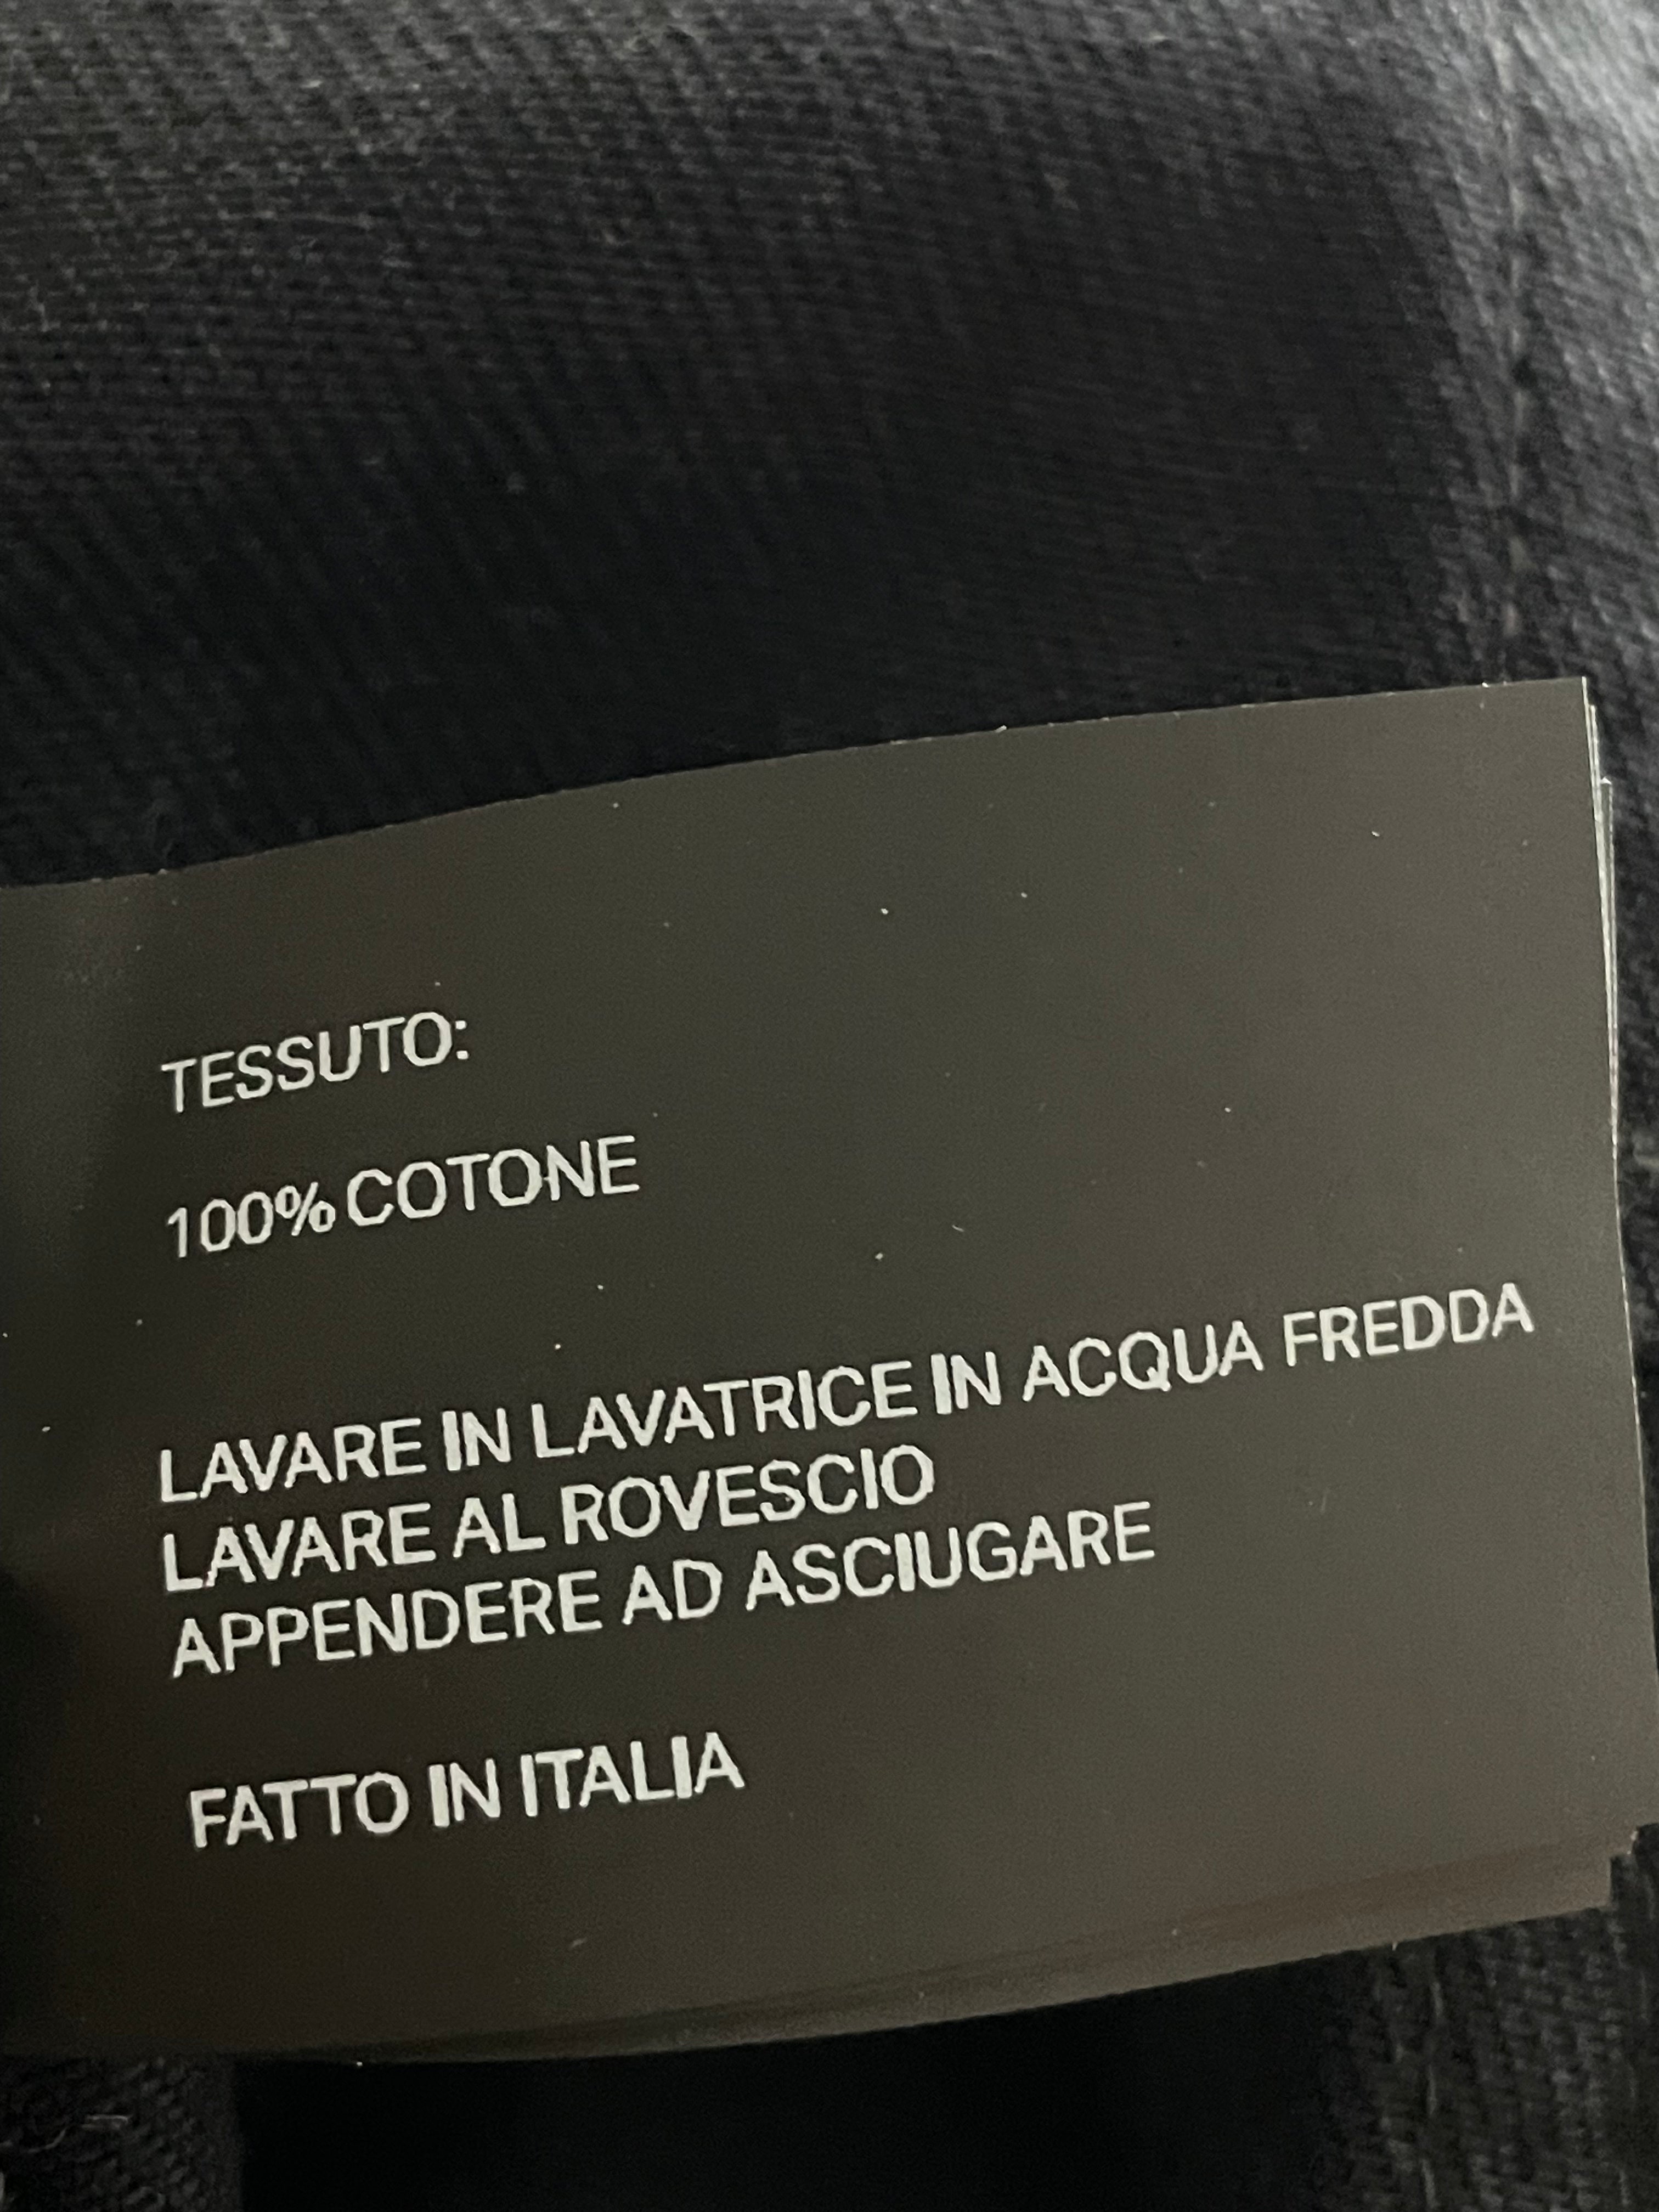 TESSUTO:
100% COTONE
LAVARE IN LAVATRICE IN ACQUA FREDDA
LAVARE AL ROVESCIO
APPENDERE AD ASCIUGARE
FATTO IN ITALIA